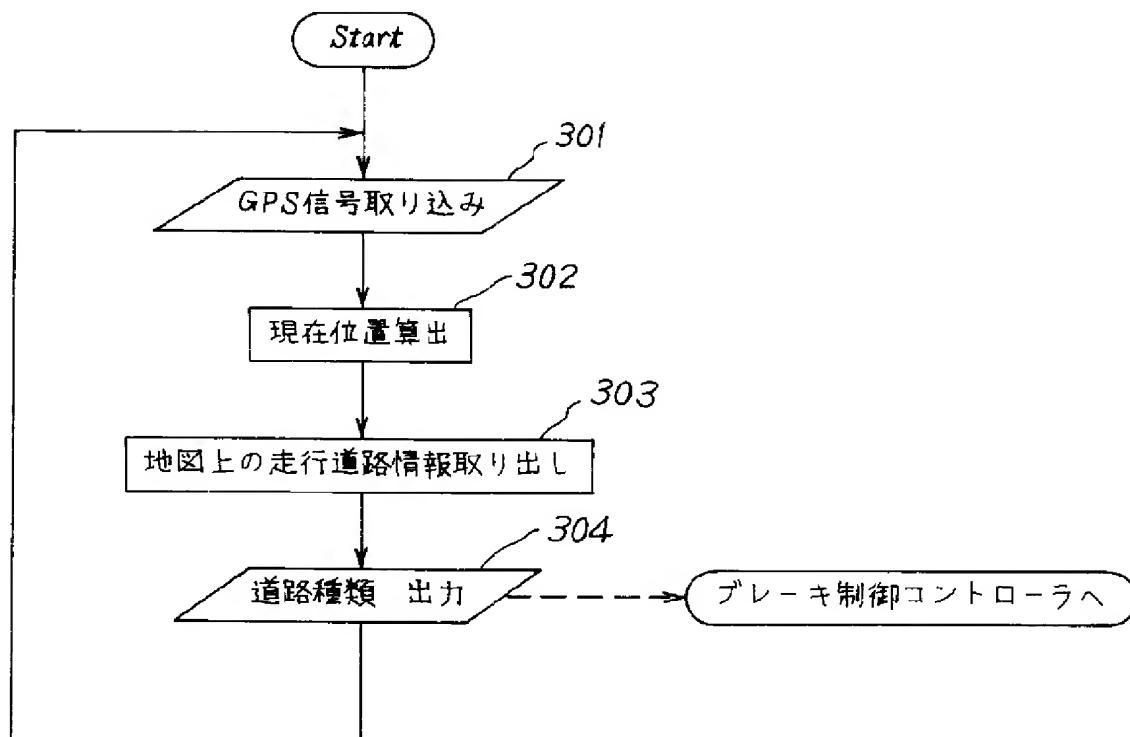 Start
301
GPS信号取り込み
302
現在位置算出
303
地図上の走行道路情報取り出し
304
道路種類 出力
ブレーキ制御コントローラへ